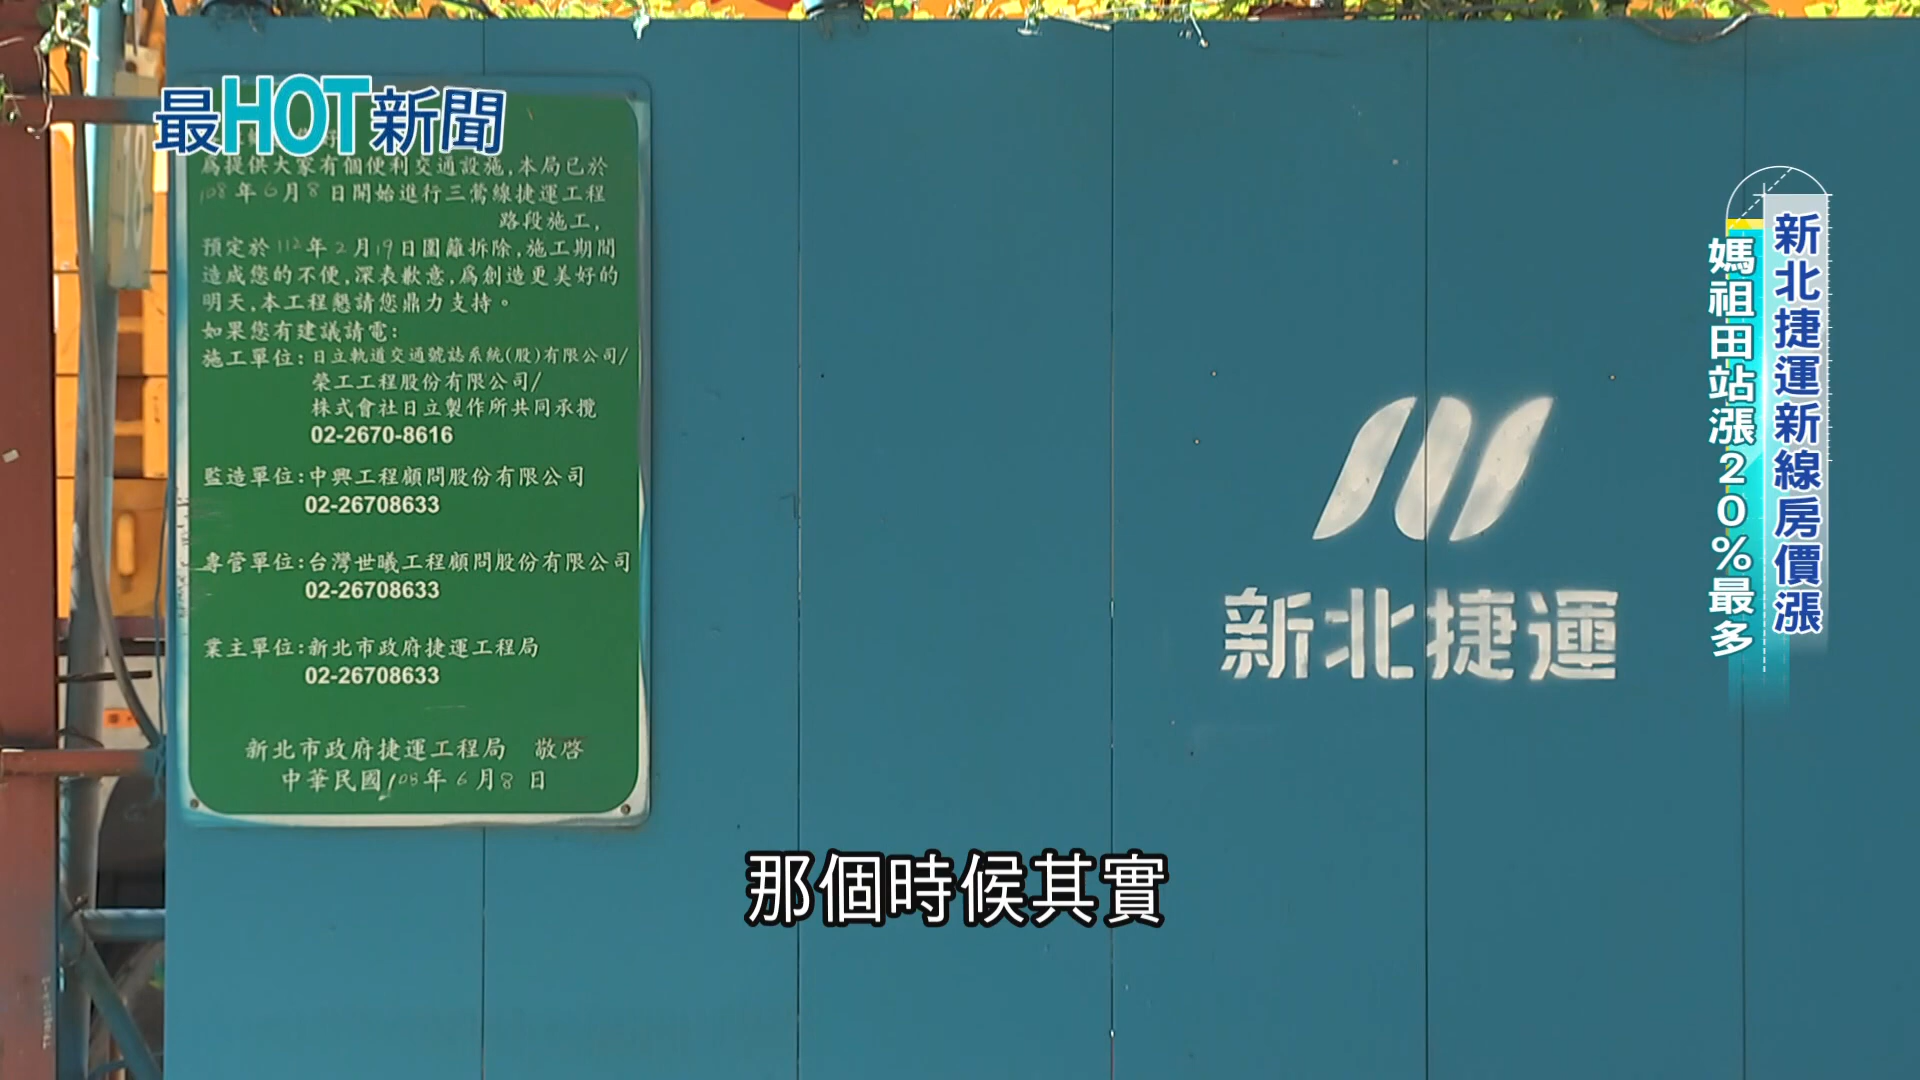 最HOT新聞
為提供大家有個便利交通設施,本局已於
108年6月8日開始進行三鶯線捷運工程
路段施工,
預定於112年2月19日圍籬拆除,施工期間
造成您的不便,深表歉意,為創造更美好的
明天,本工程懇請您鼎力支持。
如果您有建議請電:
施工單位:日立軌道交通號誌系統(股)有限公司/
榮工工程股份有限公司/
株式會社日立製作所共同承攬
02-2670-8616
監造單位:中興工程顧問股份有限公司
02-26708633
專管單位:台灣世曦工程顧問股份有限公司
02-26708633
業主單位:新北市政府捷運工程局
02-26708633
新北市政府捷運工程局 敬啓
中華民國108年6月8日
新北捷運
新北捷運新線房價漲
媽祖田站漲20%最多
那個時候其實